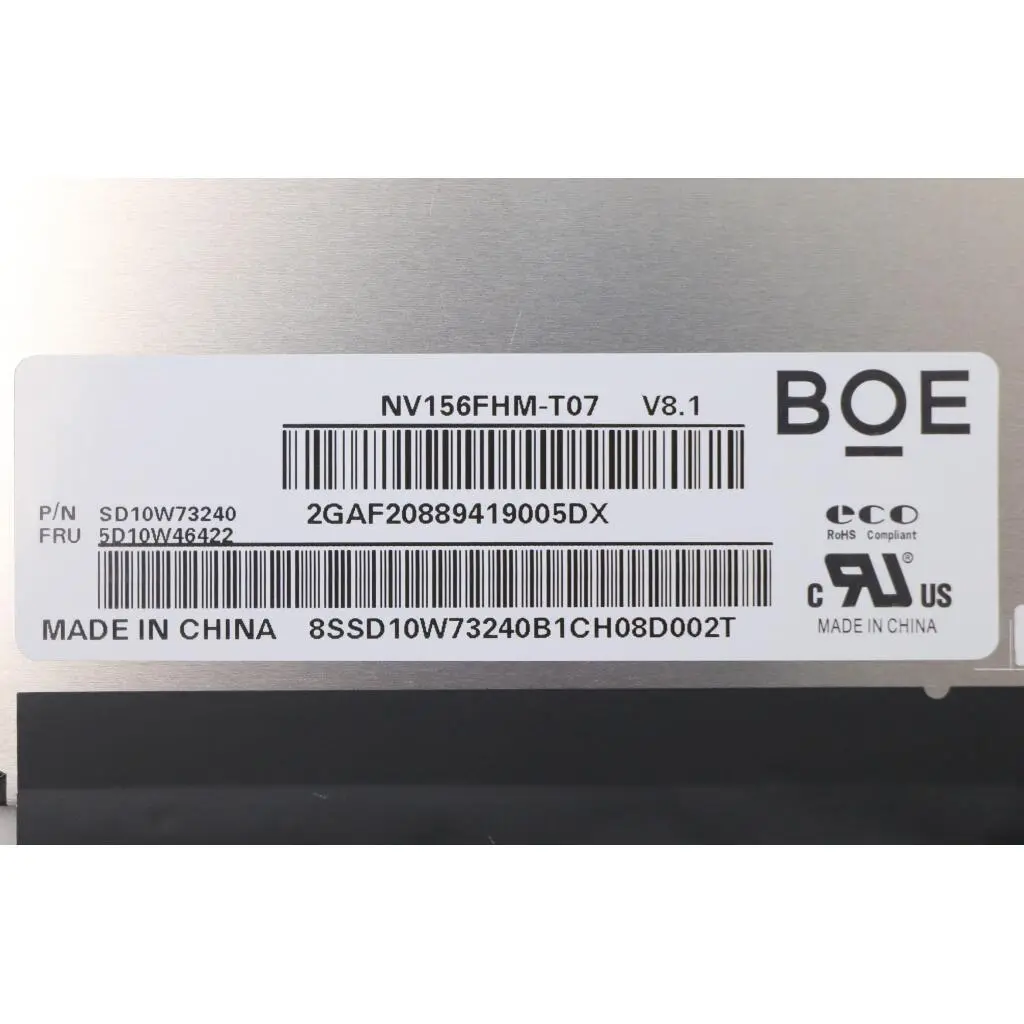 NV156FHM-T07 V8.1
BOE
P/N SD10W73240
2GAF20889419005DX
FRU 5D10W46422
eco
RoHS Compliant
c RU ® US
MADE IN CHINA 8SSD10W73240B1CH08D002T
MADE IN CHINA